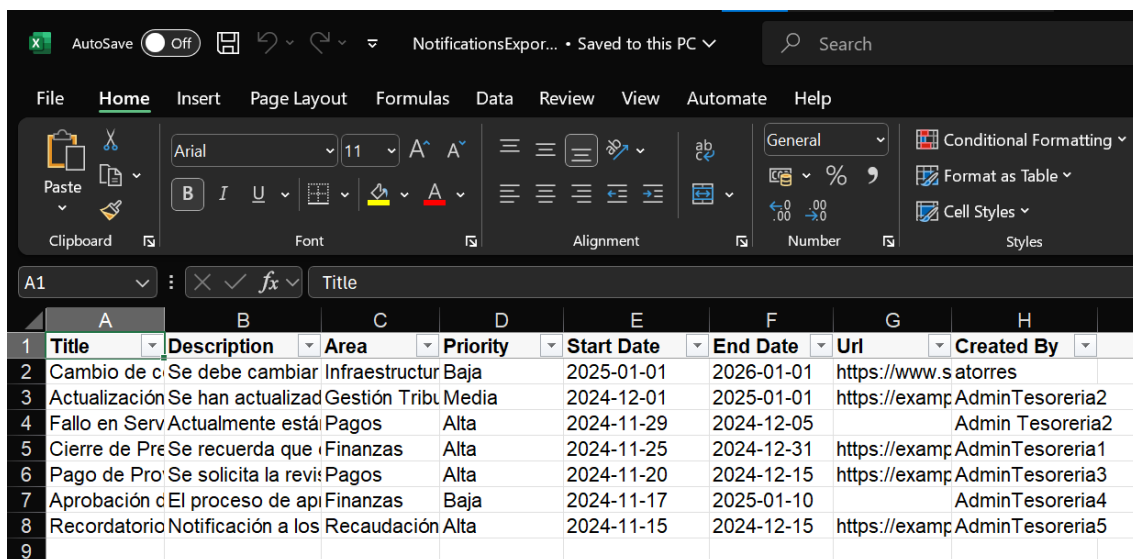 AutoSave Off NotificationsExpor... • Saved to this PC Search
File Home Insert Page Layout Formulas Data Review View Automate Help
Paste
Clipboard
Arial 11
B I U A
Font
ab
Alignment
General
% 9
.00 .00
Number
Conditional Formatting
Format as Table
Cell Styles
Styles
A1 fx Title
A B C D E F G H
1 Title Description Area Priority Start Date End Date Url Created By
2 Cambio de c Se debe cambiar Infraestructur Baja 2025-01-01 2026-01-01 https://www.s atorres
3 Actualización Se han actualizad Gestión Tribu Media 2024-12-01 2025-01-01 https://examp AdminTesoreria2
4 Fallo en Serv Actualmente está Pagos Alta 2024-11-29 2024-12-05 Admin Tesoreria2
5 Cierre de Pre Se recuerda que Finanzas Alta 2024-11-25 2024-12-31 https://examp AdminTesoreria1
6 Pago de Pro Se solicita la revis Pagos Alta 2024-11-20 2024-12-15 https://examp AdminTesoreria3
7 Aprobación d El proceso de apr Finanzas Baja 2024-11-17 2025-01-10 AdminTesoreria4
8 Recordatorio Notificación a los Recaudación Alta 2024-11-15 2024-12-15 https://examp AdminTesoreria5
9